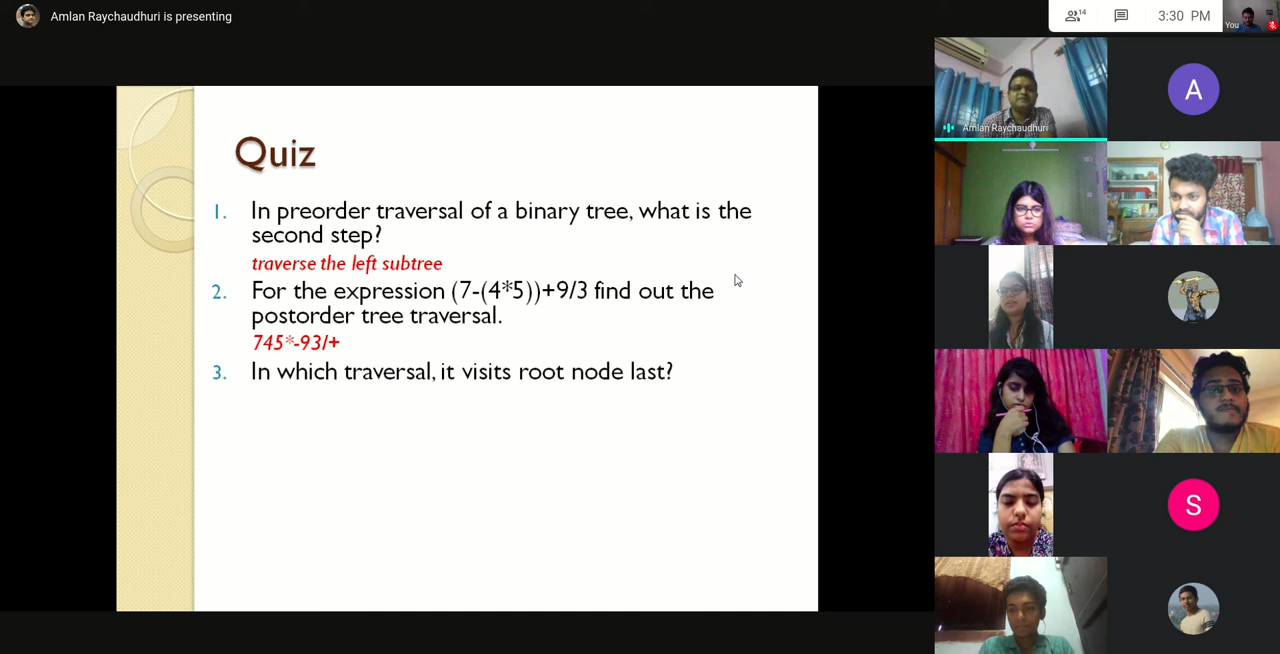 Amlan Raychaudhuri is presenting
14
3:30 PM
You
Amlan Raychaudhuri
A
S
Quiz
1. In preorder traversal of a binary tree, what is the
second step?
traverse the left subtree
2. For the expression (7-(4*5))+9/3 find out the
postorder tree traversal.
745*-93/+
3. In which traversal, it visits root node last?